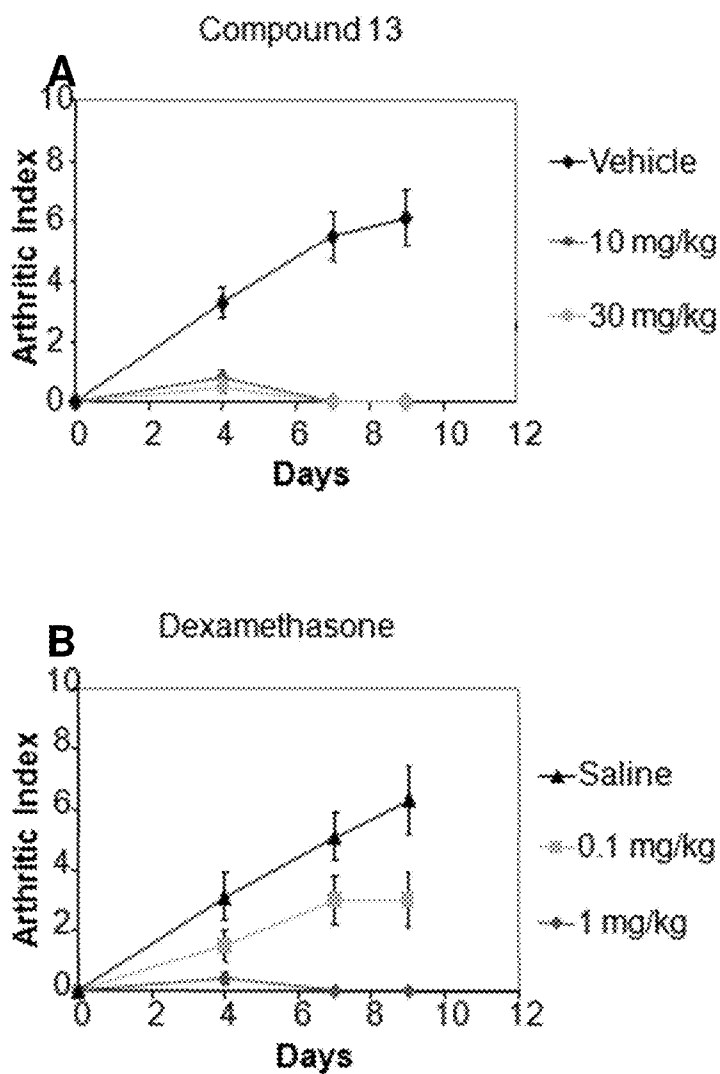 Compound 13
A
10
8
6
4
2
0
Arthritic Index
0 2 4 6 8 10 12
Days
Vehicle
10 mg/kg
30 mg/kg
B
Dexamethasone
10
8
6
4
2
0
Arthritic Index
0 2 4 6 8 10 12
Days
Saline
0.1 mg/kg
1 mg/kg